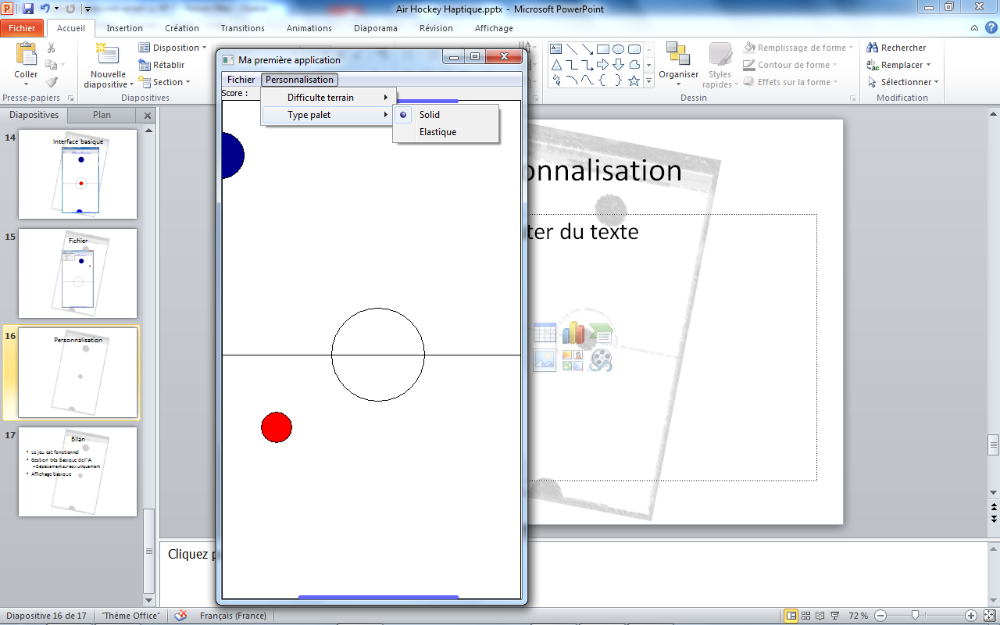 Air Hockey Haptique.pptx - Microsoft PowerPoint
Fichier Accueil Insertion Création Transitions Animations Diaporama Révision Affichage
Coller
Presse-papiers
Nouvelle diapositive
Disposition
Rétablir
Section
Diapositives
Organiser
Styles rapides
Remplissage de forme
Contour de forme
Effets sur la forme
Dessin
Rechercher
Remplacer
Sélectionner
Modification
Diapositives Plan
14
Interface basique
15
Fichier
16
Personnalisation
17
Bilan
Le jeu est fonctionnel
Gestion très basique de l'IA
–Déplacement sur les x uniquement
Affichage basique
Ma première application
Fichier Personnalisation
Score :
Difficulte terrain
Type palet
Solid
Elastique
onnalisation
ter du texte
Cliquez p
Diapositive 16 de 17 "Thème Office" Français (France) 72 %